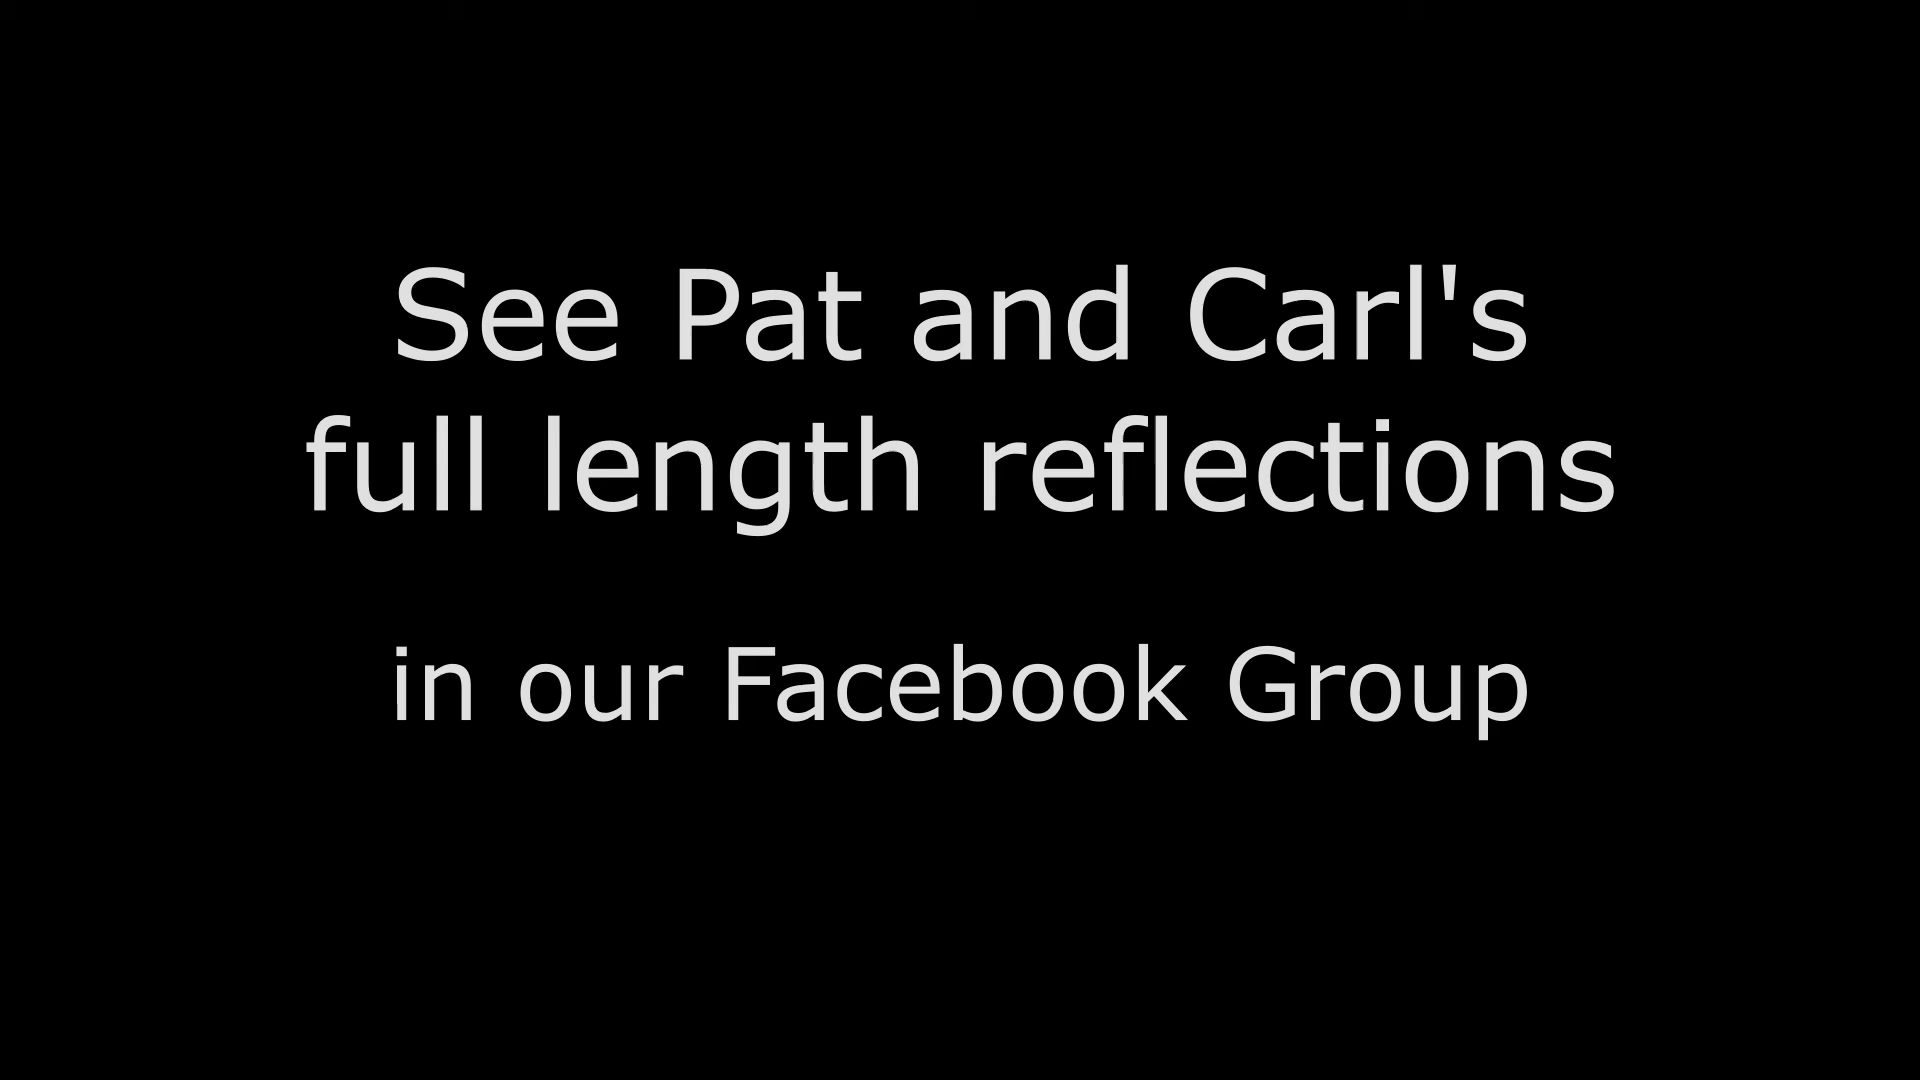 See Pat and Carl's
full length reflections
in our Facebook Group